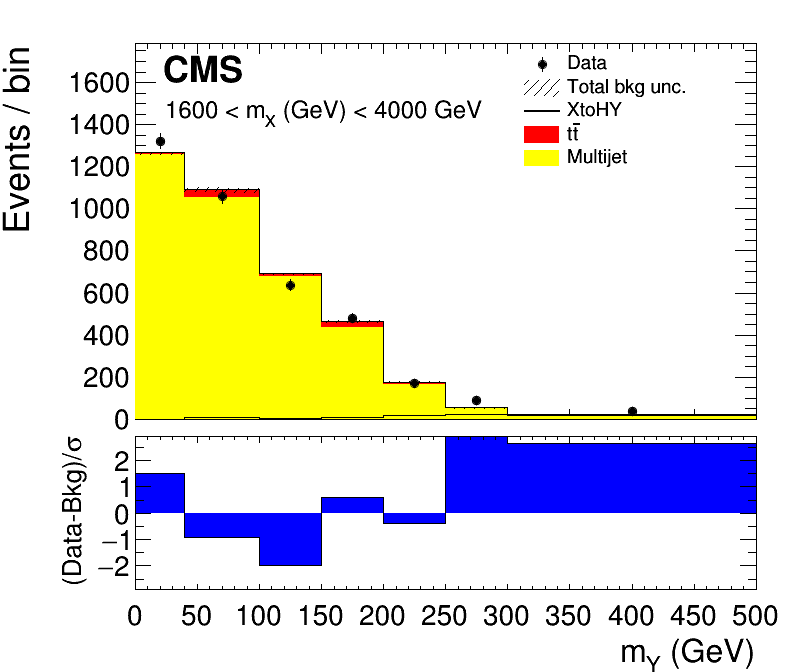 CMS
1600 < m_X (GeV) < 4000 GeV
Data
Total bkg unc.
XtoHY
tt̄
Multijet
Events / bin
1600
1400
1200
1000
800
600
400
200
0
(Data-Bkg)/σ
2
1
0
−1
−2
0 50 100 150 200 250 300 350 400 450 500
m_Y (GeV)